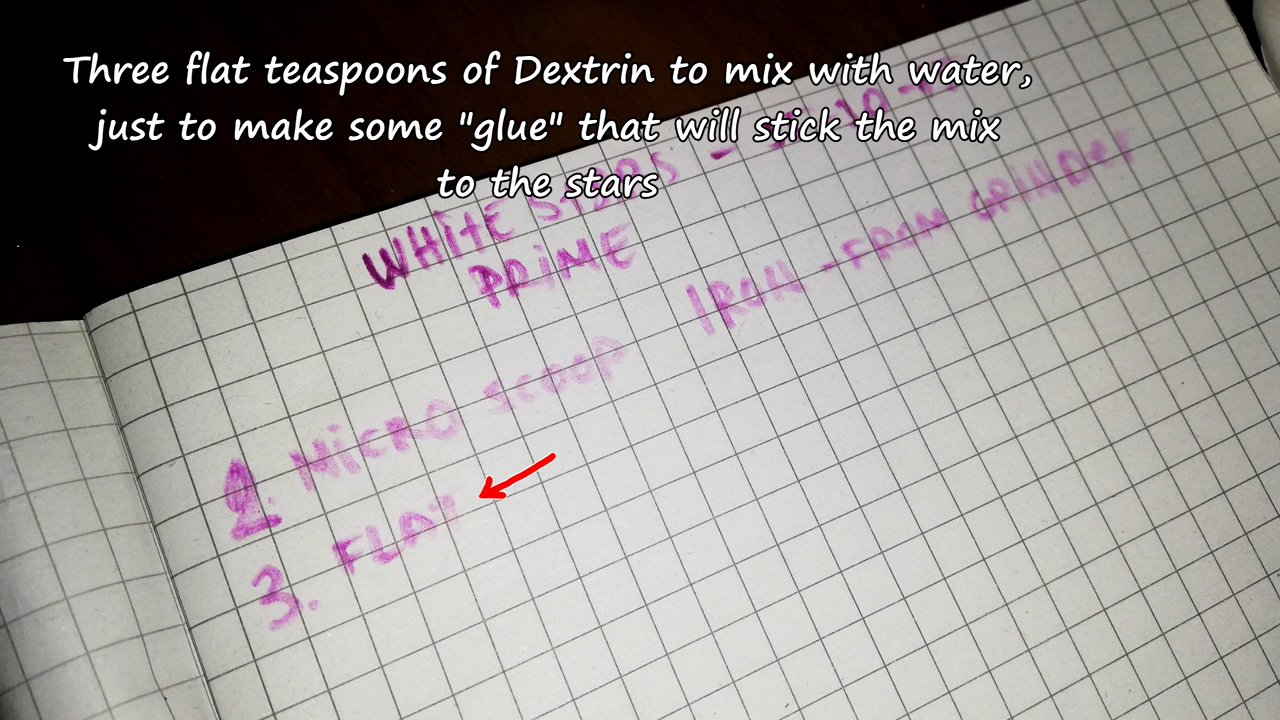 Three flat teaspoons of Dextrin to mix with water,
just to make some "glue" that will stick the mix
to the stars
WHITE STARS -
PRIME
IRON - FROM GRINDER
2. MICRO SCOOP
3. FLAT